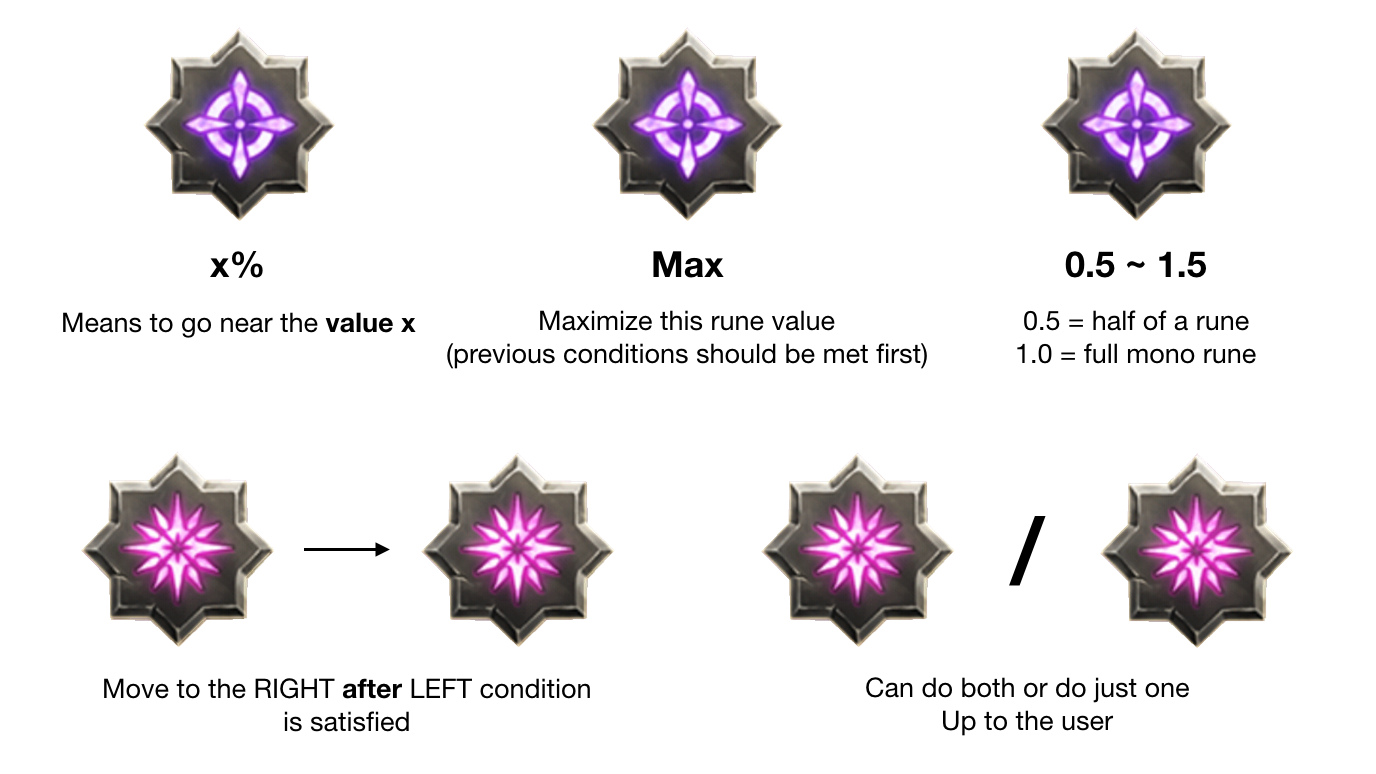 x%
Means to go near the value x
Max
Maximize this rune value
(previous conditions should be met first)
0.5 ~ 1.5
0.5 = half of a rune
1.0 = full mono rune
Move to the RIGHT after LEFT condition
is satisfied
/
Can do both or do just one
Up to the user